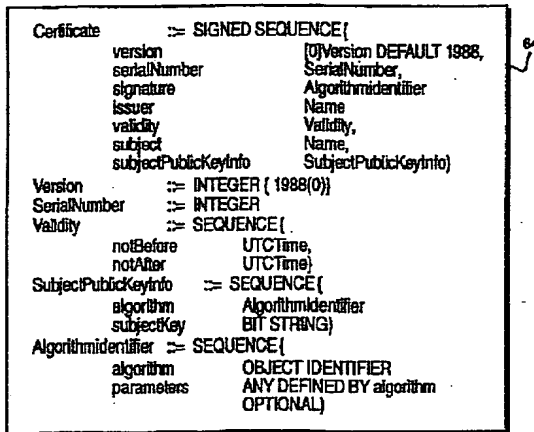 Certificate ::= SIGNED SEQUENCE{
version [0]Version DEFAULT 1988,
serialNumber SerialNumber,
signature AlgorithmIdentifier
issuer Name
validity Validity,
subject Name,
subjectPublicKeyInfo SubjectPublicKeyInfo}
Version ::= INTEGER { 1988(0)}
SerialNumber ::= INTEGER
Validity ::= SEQUENCE{
notBefore UTCTime,
notAfter UTCTime}
SubjectPublicKeyInfo ::= SEQUENCE{
algorithm AlgorithmIdentifier
subjectKey BIT STRING}
AlgorithmIdentifier ::= SEQUENCE{
algorithm OBJECT IDENTIFIER
parameters ANY DEFINED BY algorithm
OPTIONAL}